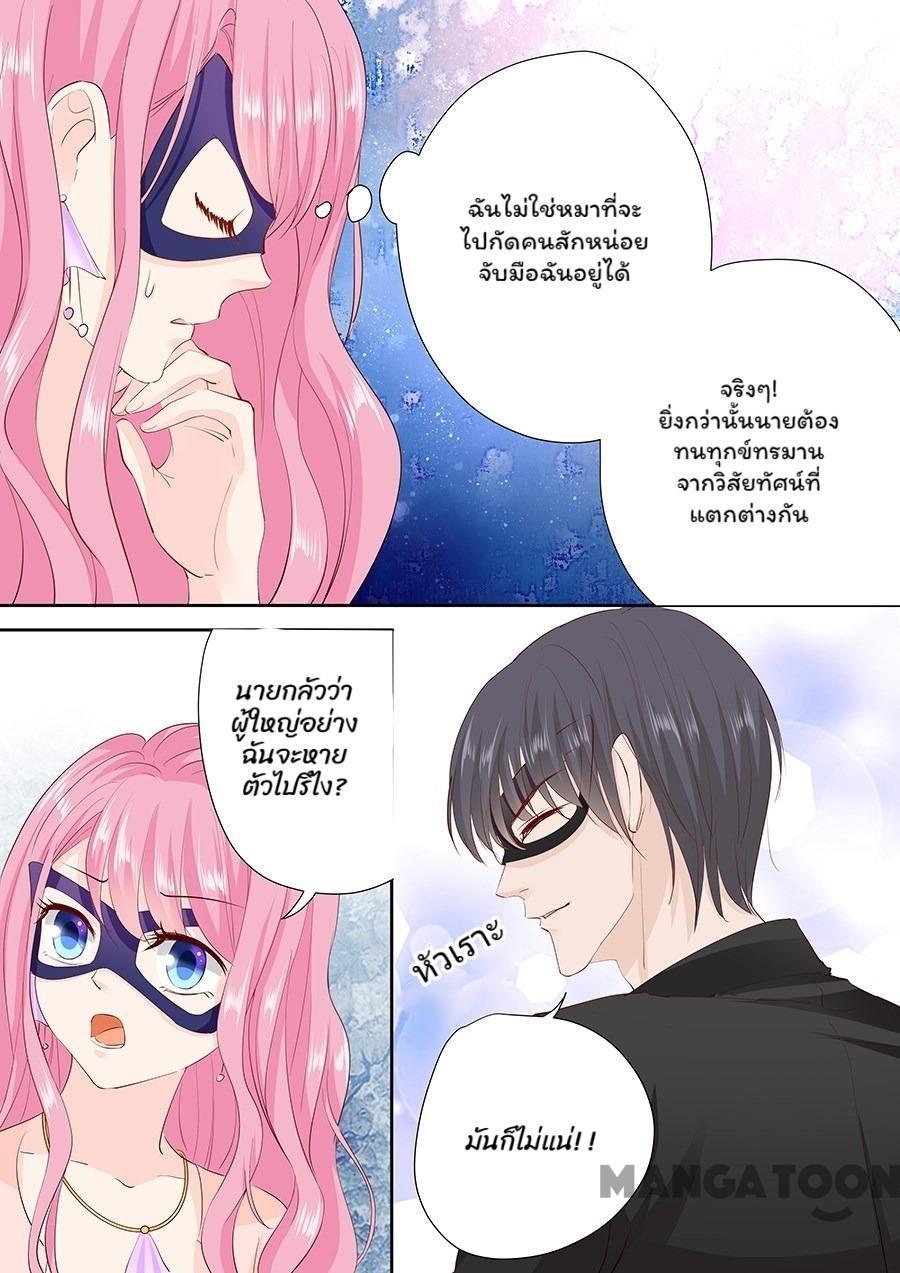 ฉันไม่ใช่หมาที่จะ
ไปกัดคนสักหน่อย
จับมือฉันอยู่ได้
จริงๆ!
ยิ่งกว่านั้นนายต้อง
ทนทุกข์ทรมาน
จากวิสัยทัศน์ที่
แตกต่างกัน
นายกลัวว่า
ผู้ใหญ่อย่าง
ฉันจะหาย
ตัวไปรึไง?
หัวเราะ
มันก็ไม่แน่!!
MANGATOON